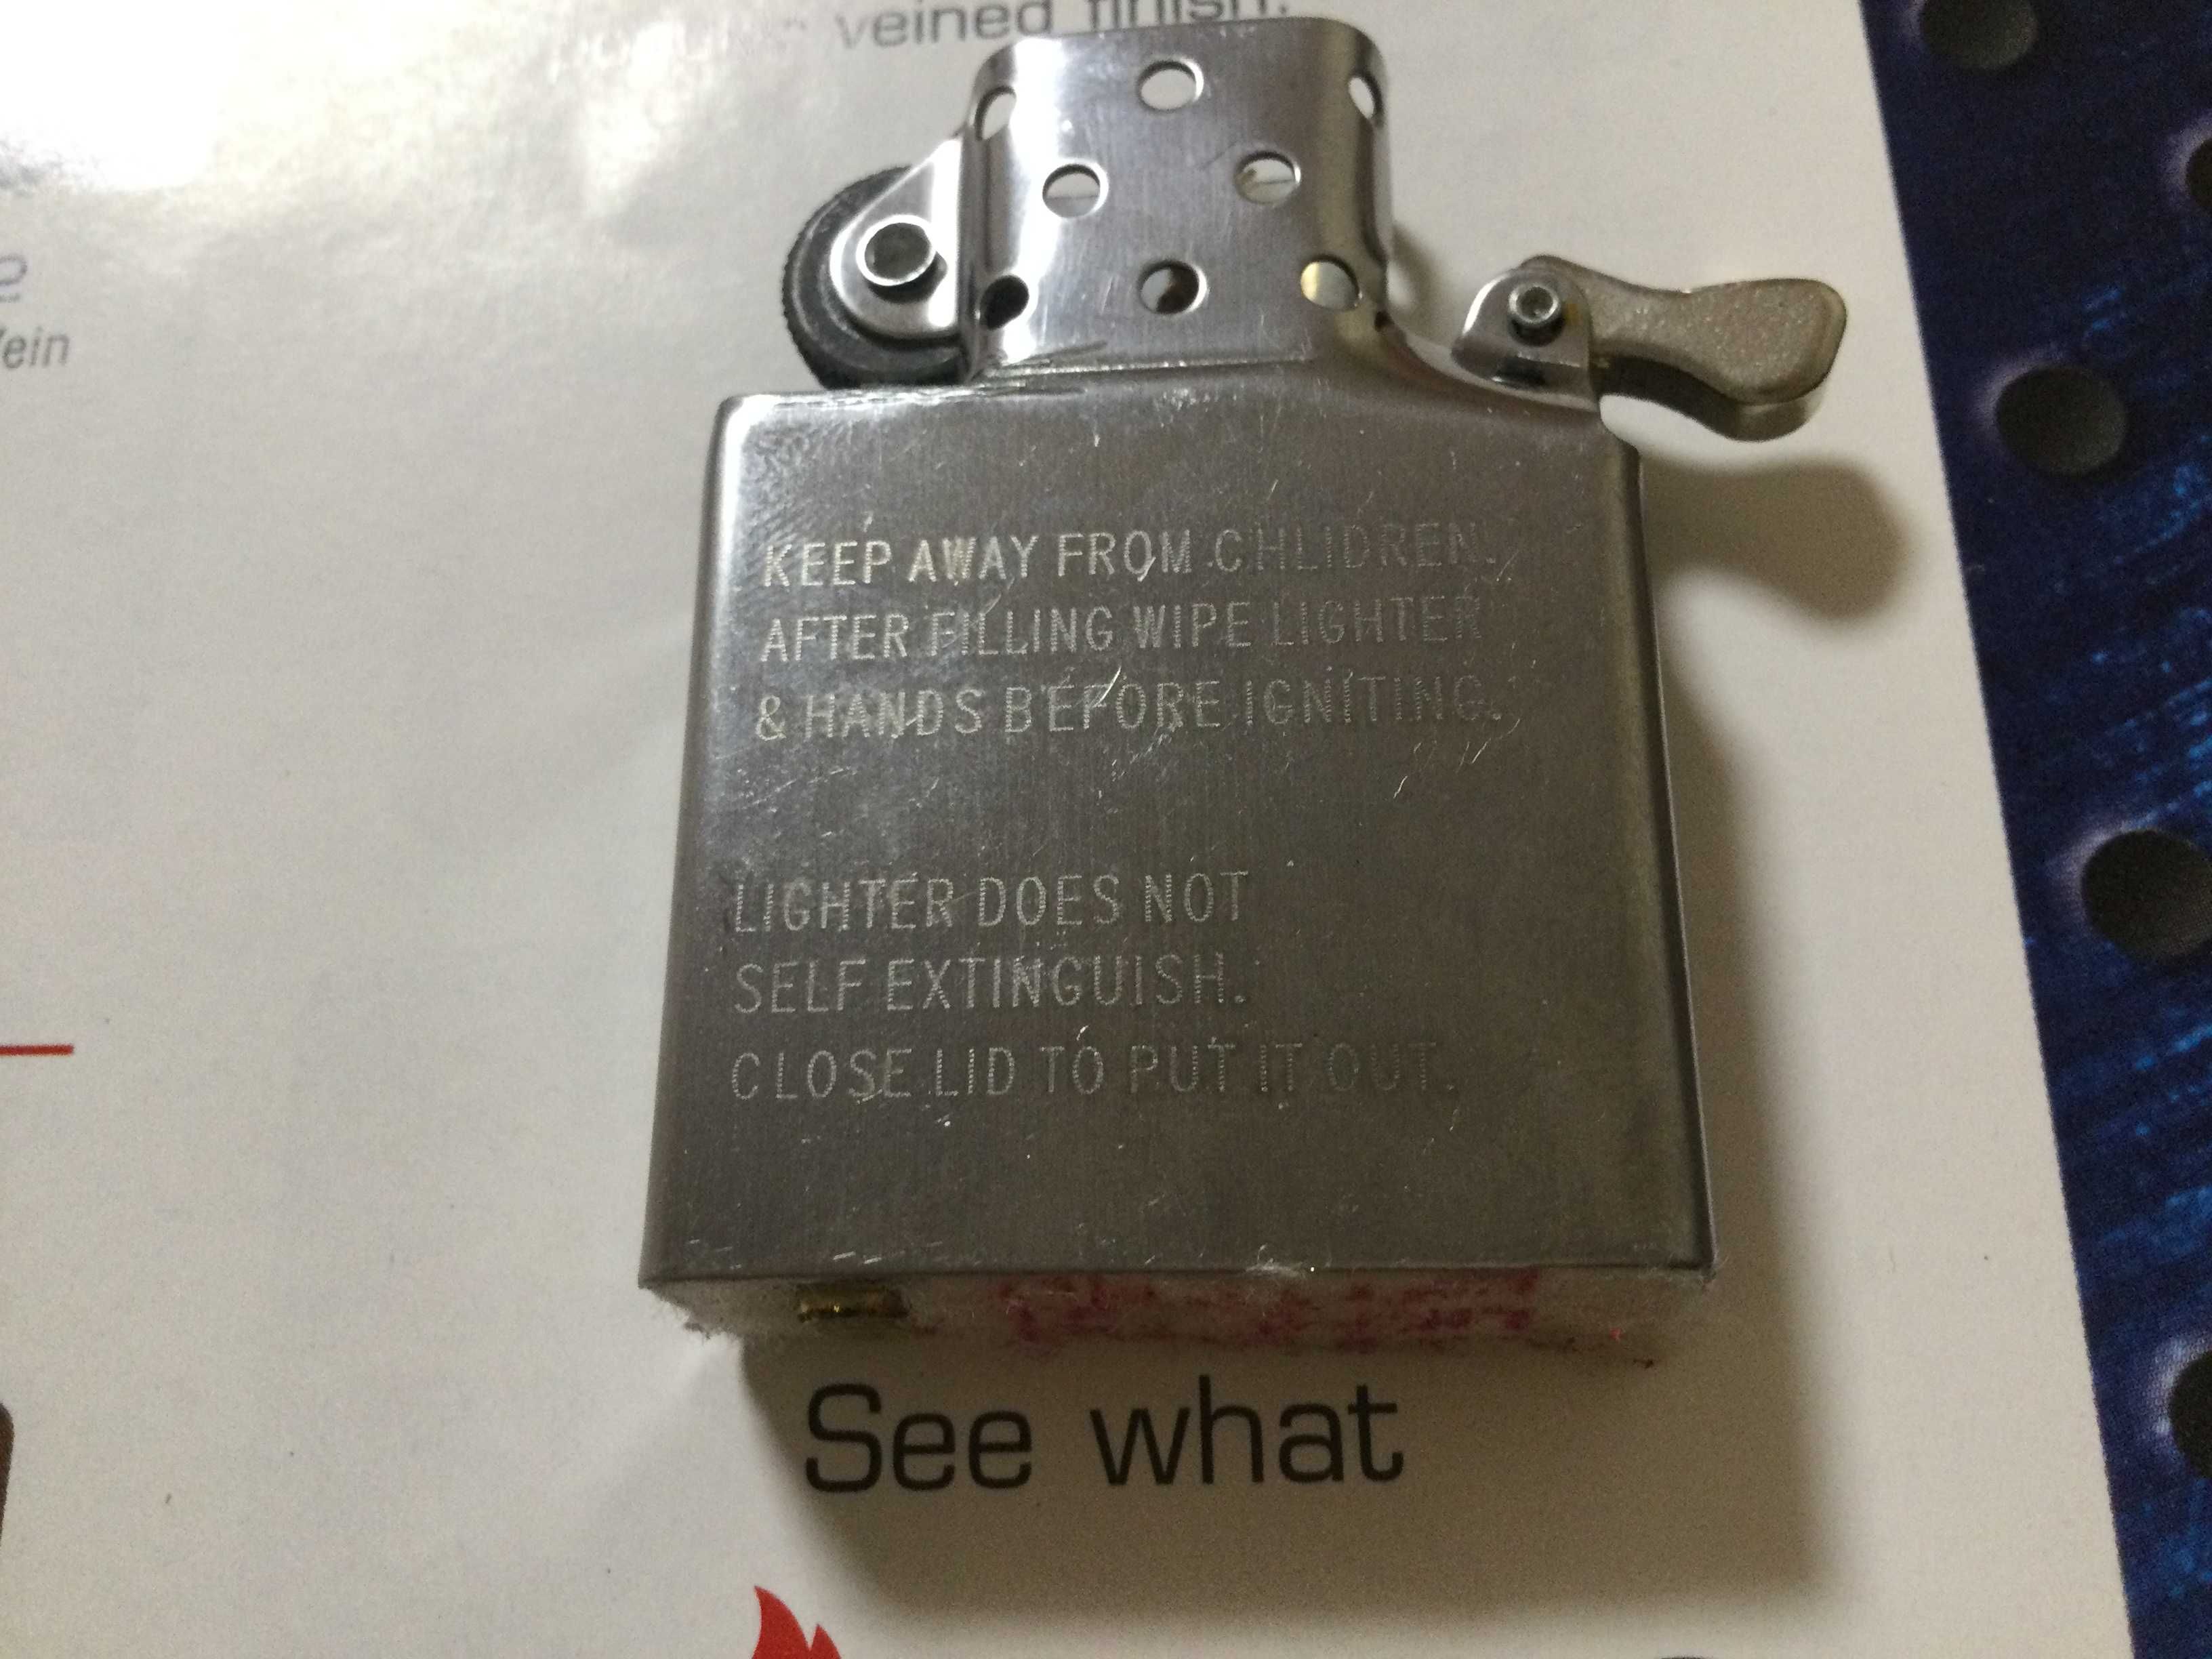 veined finish.
Vein
KEEP AWAY FROM CHLIDREN.
AFTER FILLING WIPE LIGHTER
& HANDS BEFORE IGNITING.
LIGHTER DOES NOT
SELF EXTINGUISH.
CLOSE LID TO PUT IT OUT.
See what